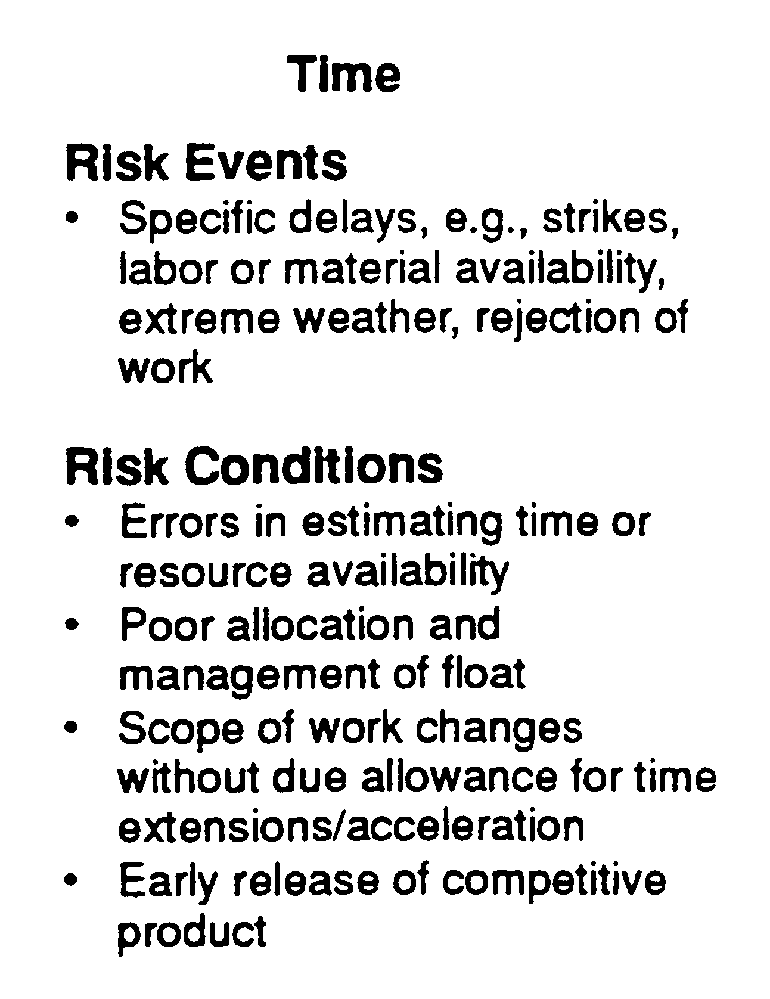 Time
Risk Events
• Specific delays, e.g., strikes,
labor or material availability,
extreme weather, rejection of
work
Risk Conditions
• Errors in estimating time or
resource availability
• Poor allocation and
management of float
• Scope of work changes
without due allowance for time
extensions/acceleration
• Early release of competitive
product